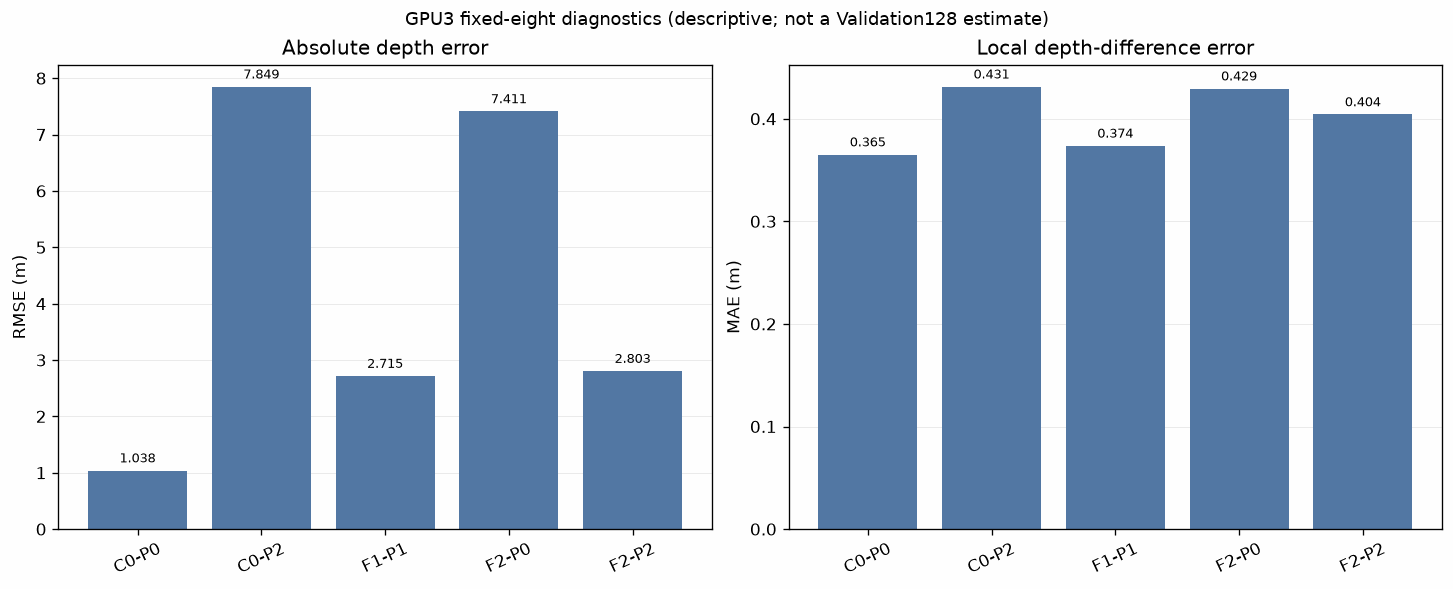 GPU3 fixed-eight diagnostics (descriptive; not a Validation128 estimate)
Absolute depth error
RMSE (m)
8
7
6
5
4
3
2
1
0
1.038
7.849
2.715
7.411
2.803
C0-P0
C0-P2
F1-P1
F2-P0
F2-P2
Local depth-difference error
MAE (m)
0.4
0.3
0.2
0.1
0.0
0.365
0.431
0.374
0.429
0.404
C0-P0
C0-P2
F1-P1
F2-P0
F2-P2